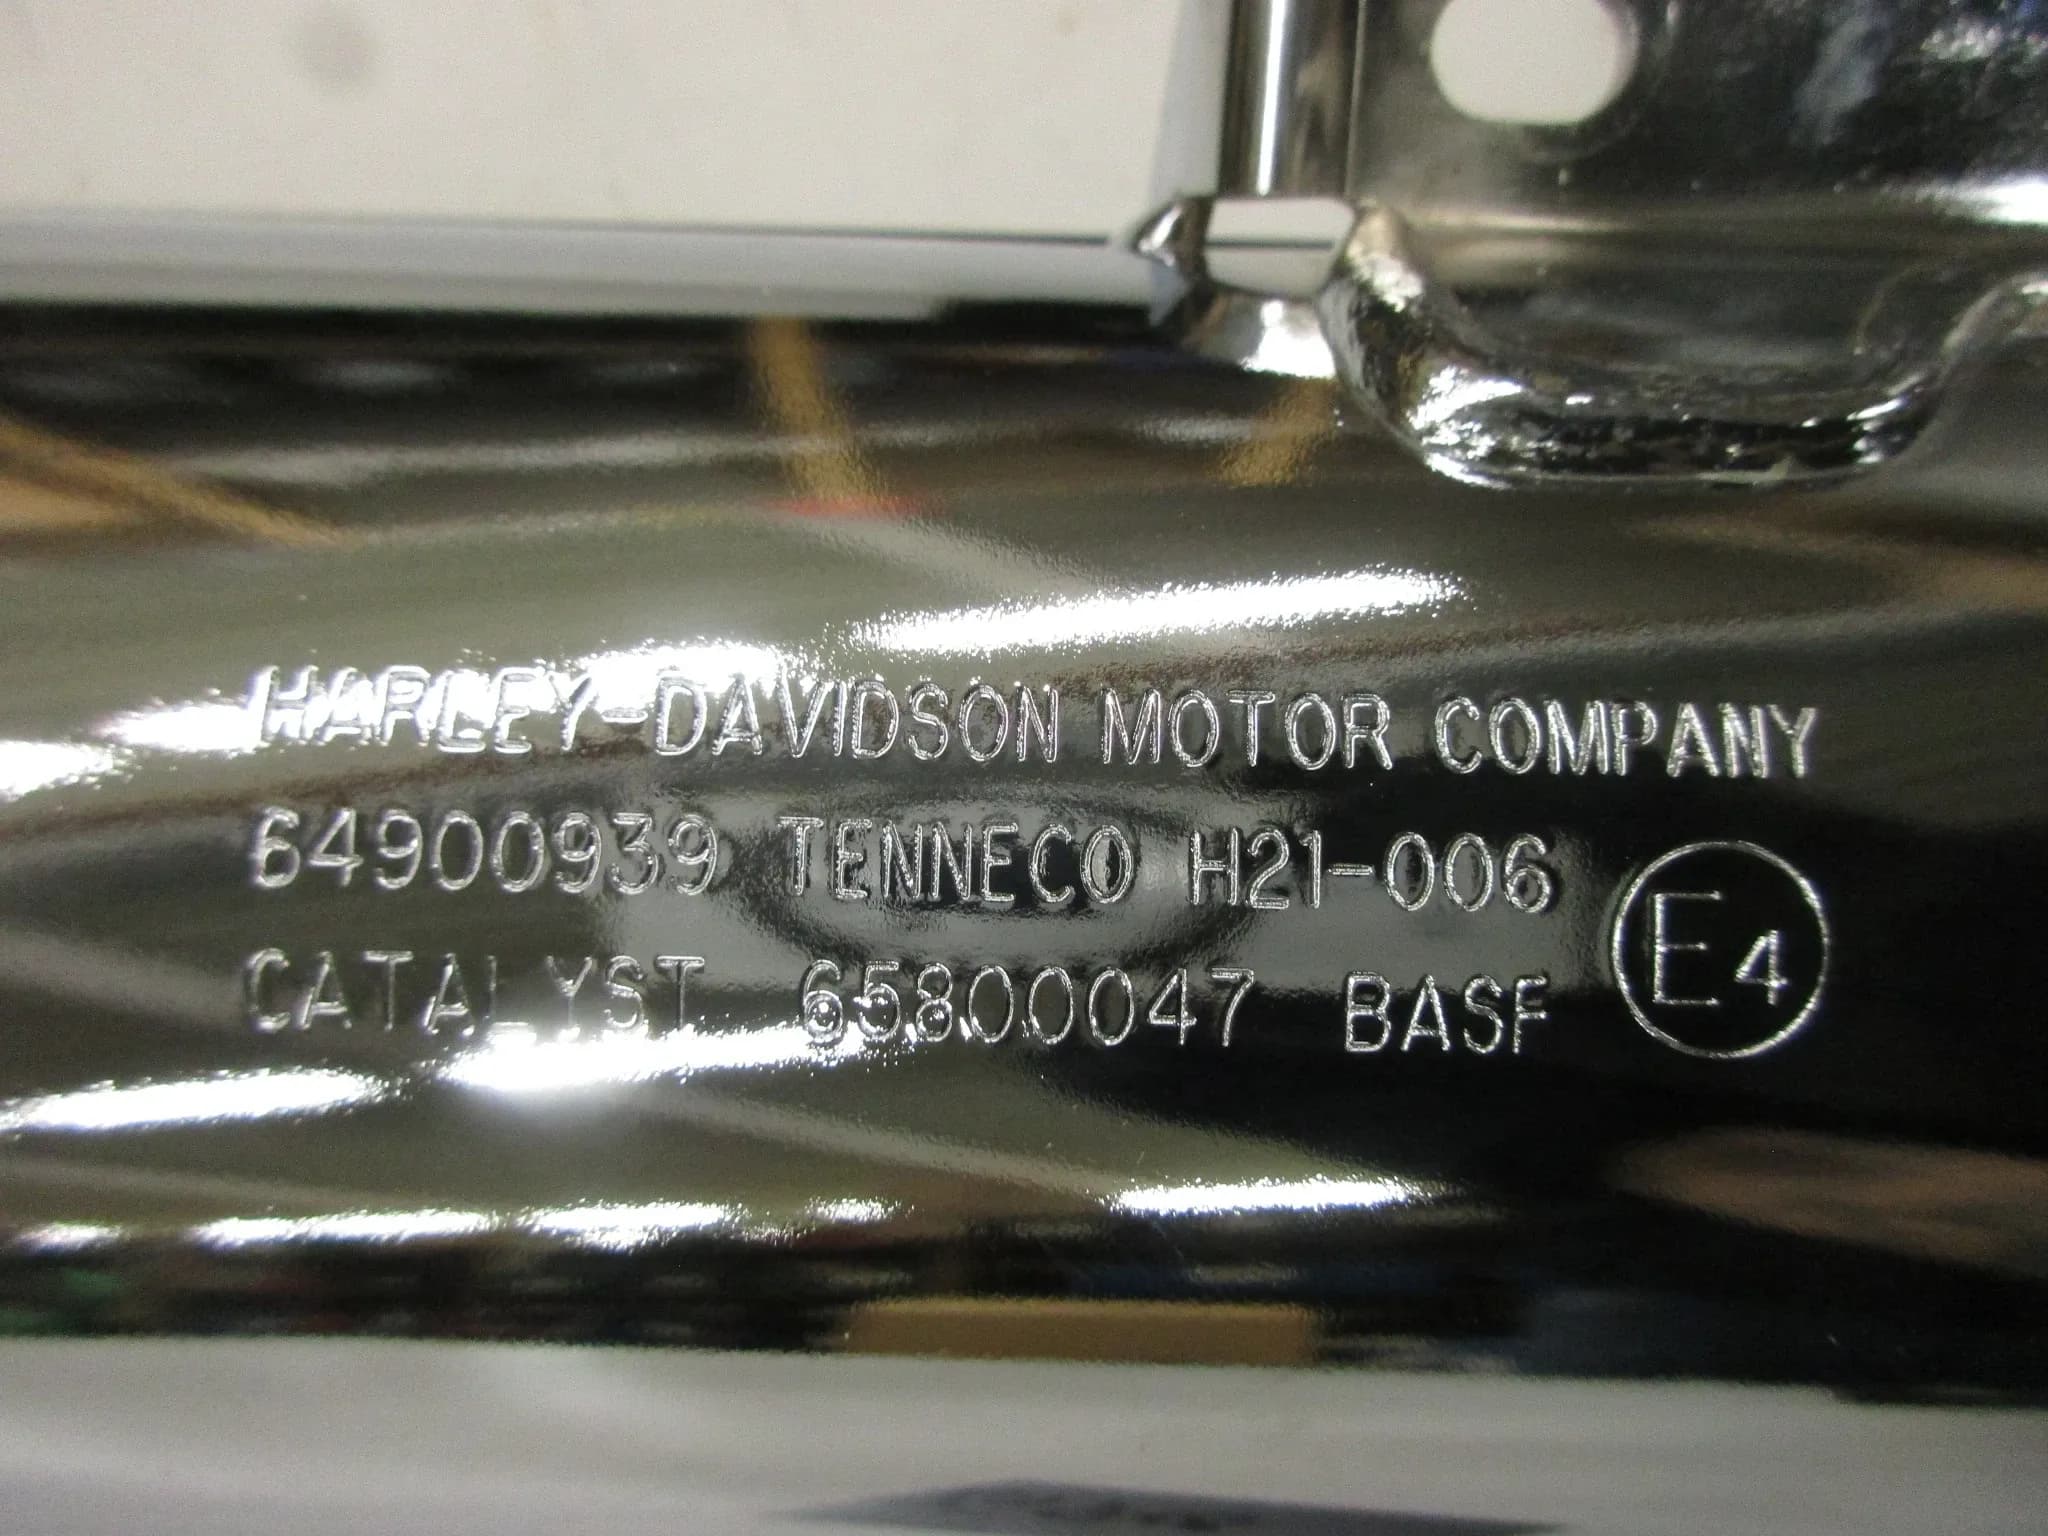 HARLEY-DAVIDSON MOTOR COMPANY
64900939 TENNECO H21-006
CATALYST 65800047 BASF E4